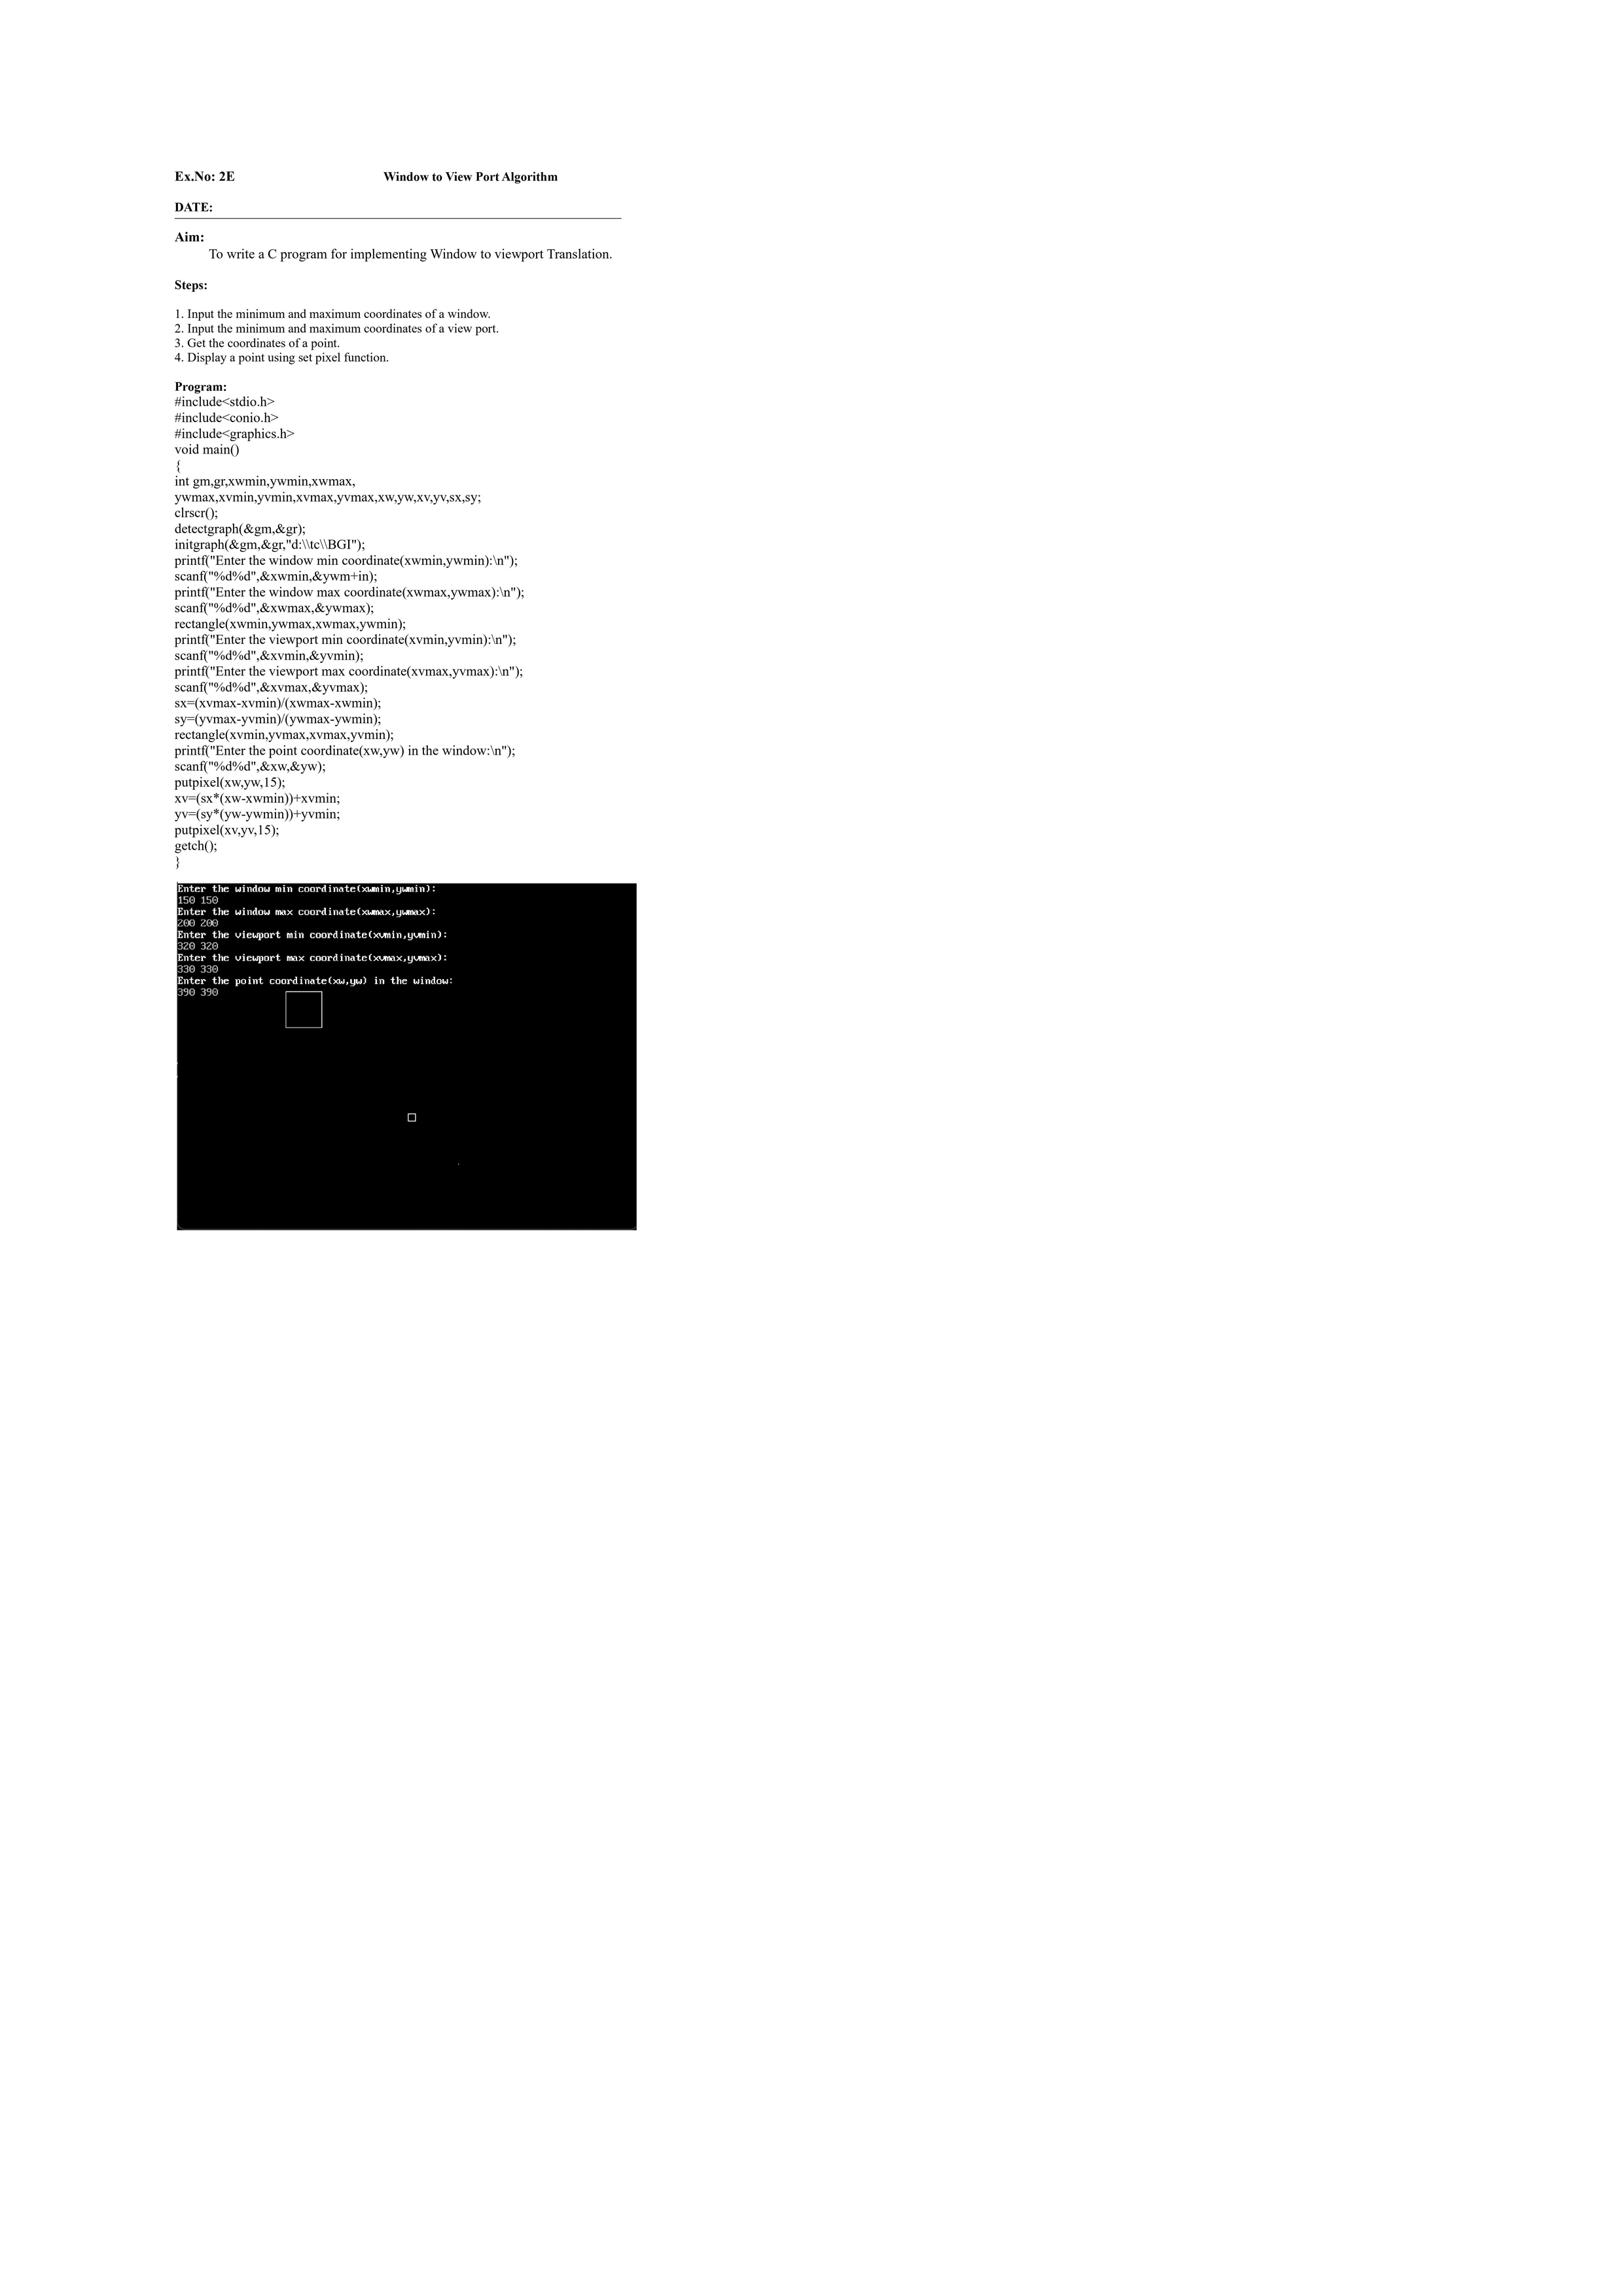 Ex.No: 2E Window to View Port Algorithm
DATE:
Aim:
To write a C program for implementing Window to viewport Translation.
Steps:
1. Input the minimum and maximum coordinates of a window.
2. Input the minimum and maximum coordinates of a view port.
3. Get the coordinates of a point.
4. Display a point using set pixel function.
Program:
#include<stdio.h>
#include<conio.h>
#include<graphics.h>
void main()
{
int gm,gr,xwmin,ywmin,xwmax,
ywmax,xvmin,yvmin,xvmax,yvmax,xw,yw,xv,yv,sx,sy;
clrscr();
detectgraph(&gm,&gr);
initgraph(&gm,&gr,"d:\\tc\\BGI");
printf("Enter the window min coordinate(xwmin,ywmin):\n");
scanf("%d%d",&xwmin,&ywm+in);
printf("Enter the window max coordinate(xwmax,ywmax):\n");
scanf("%d%d",&xwmax,&ywmax);
rectangle(xwmin,ywmax,xwmax,ywmin);
printf("Enter the viewport min coordinate(xvmin,yvmin):\n");
scanf("%d%d",&xvmin,&yvmin);
printf("Enter the viewport max coordinate(xvmax,yvmax):\n");
scanf("%d%d",&xvmax,&yvmax);
sx=(xvmax-xvmin)/(xwmax-xwmin);
sy=(yvmax-yvmin)/(ywmax-ywmin);
rectangle(xvmin,yvmax,xvmax,yvmin);
printf("Enter the point coordinate(xw,yw) in the window:\n");
scanf("%d%d",&xw,&yw);
putpixel(xw,yw,15);
xv=(sx*(xw-xwmin))+xvmin;
yv=(sy*(yw-ywmin))+yvmin;
putpixel(xv,yv,15);
getch();
}
Enter the window min coordinate(xwmin,ywmin):
150 150
Enter the window max coordinate(xwmax,ywmax):
200 200
Enter the viewport min coordinate(xvmin,yvmin):
320 320
Enter the viewport max coordinate(xvmax,yvmax):
330 330
Enter the point coordinate(xw,yw) in the window:
390 390